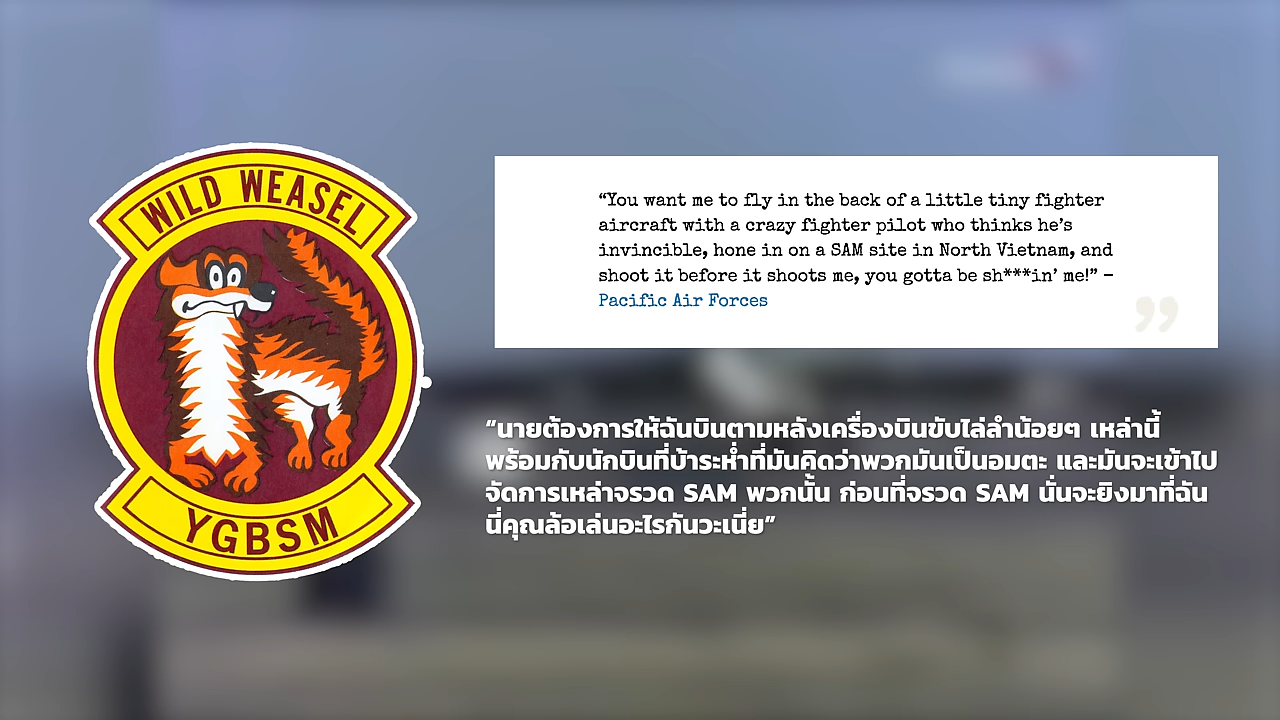 WILD WEASEL
YGBSM
“You want me to fly in the back of a little tiny fighter
aircraft with a crazy fighter pilot who thinks he’s
invincible, hone in on a SAM site in North Vietnam, and
shoot it before it shoots me, you gotta be sh***in’ me!” –
Pacific Air Forces
”
“นายต้องการให้ฉันบินตามหลังเครื่องบินขับไล่ลำน้อยๆ เหล่านี้
พร้อมกับนักบินที่บ้าระห่ำที่มันคิดว่าพวกมันเป็นอมตะ และมันจะเข้าไป
จัดการเหล่าจรวด SAM พวกนั้น ก่อนที่จรวด SAM นั่นจะยิงมาที่ฉัน
นี่คุณล้อเล่นอะไรกันวะเนี่ย”